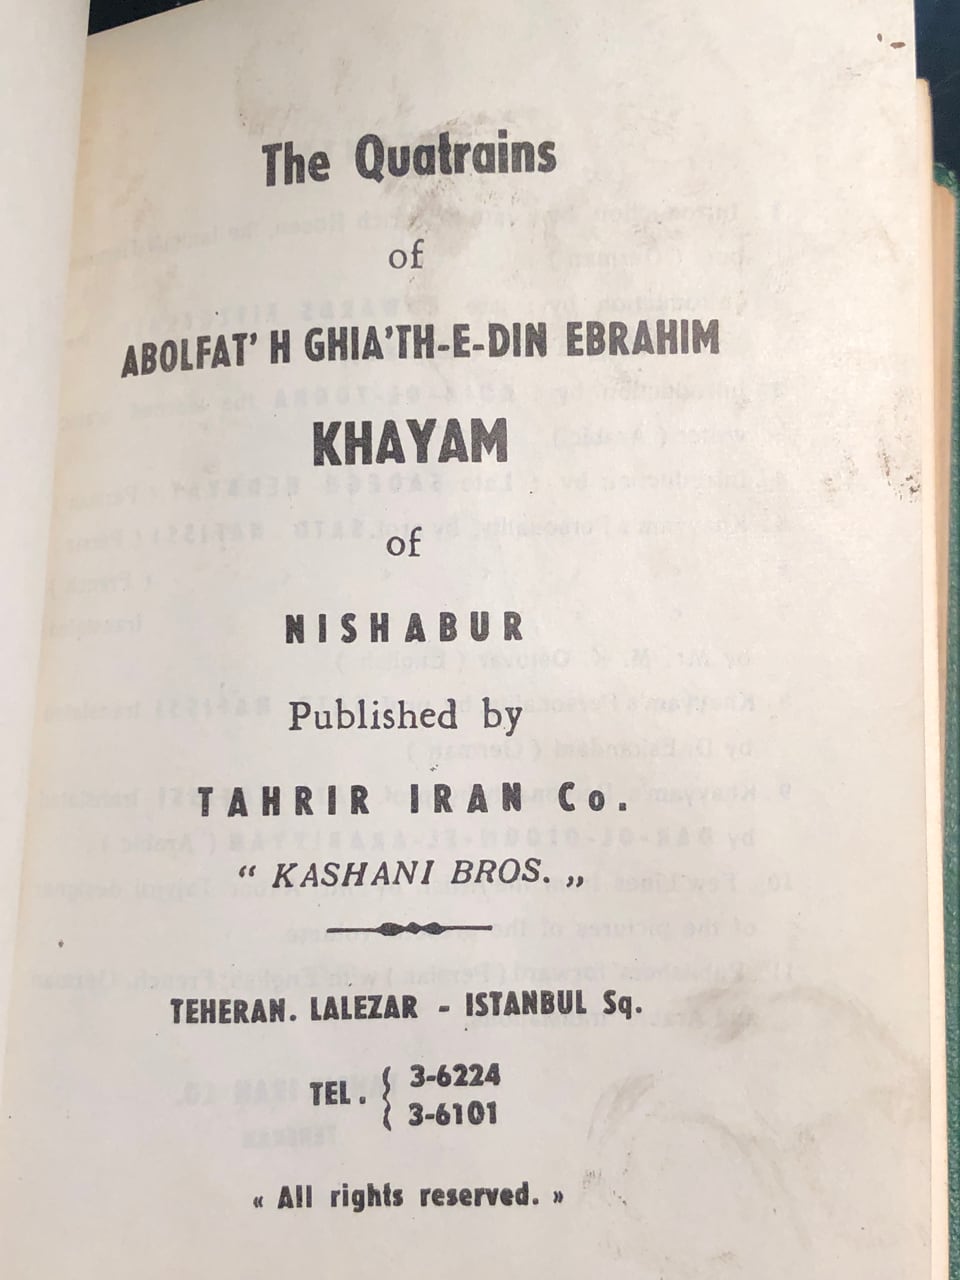 The Quatrains
of
ABOLFAT' H GHIA'TH-E-DIN EBRAHIM
KHAYAM
of
NISHABUR
Published by
TAHRIR IRAN Co.
“ KASHANI BROS. „
TEHERAN. LALEZAR - ISTANBUL Sq.
TEL. { 3-6224
3-6101
« All rights reserved. »